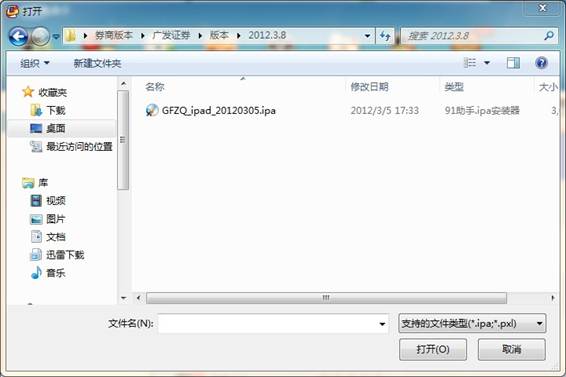 打开
券商版本 广发证券 版本 2012.3.8
搜索 2012.3.8
组织 新建文件夹
名称 修改日期 类型 大小
收藏夹
下载
桌面
最近访问的位置
库
视频
图片
文档
迅雷下载
音乐
GFZQ_ipad_20120305.ipa 2012/3/5 17:33 91助手.ipa安装器 3,
文件名(N):
支持的文件类型(*.ipa;*.pxl)
打开(O) 取消